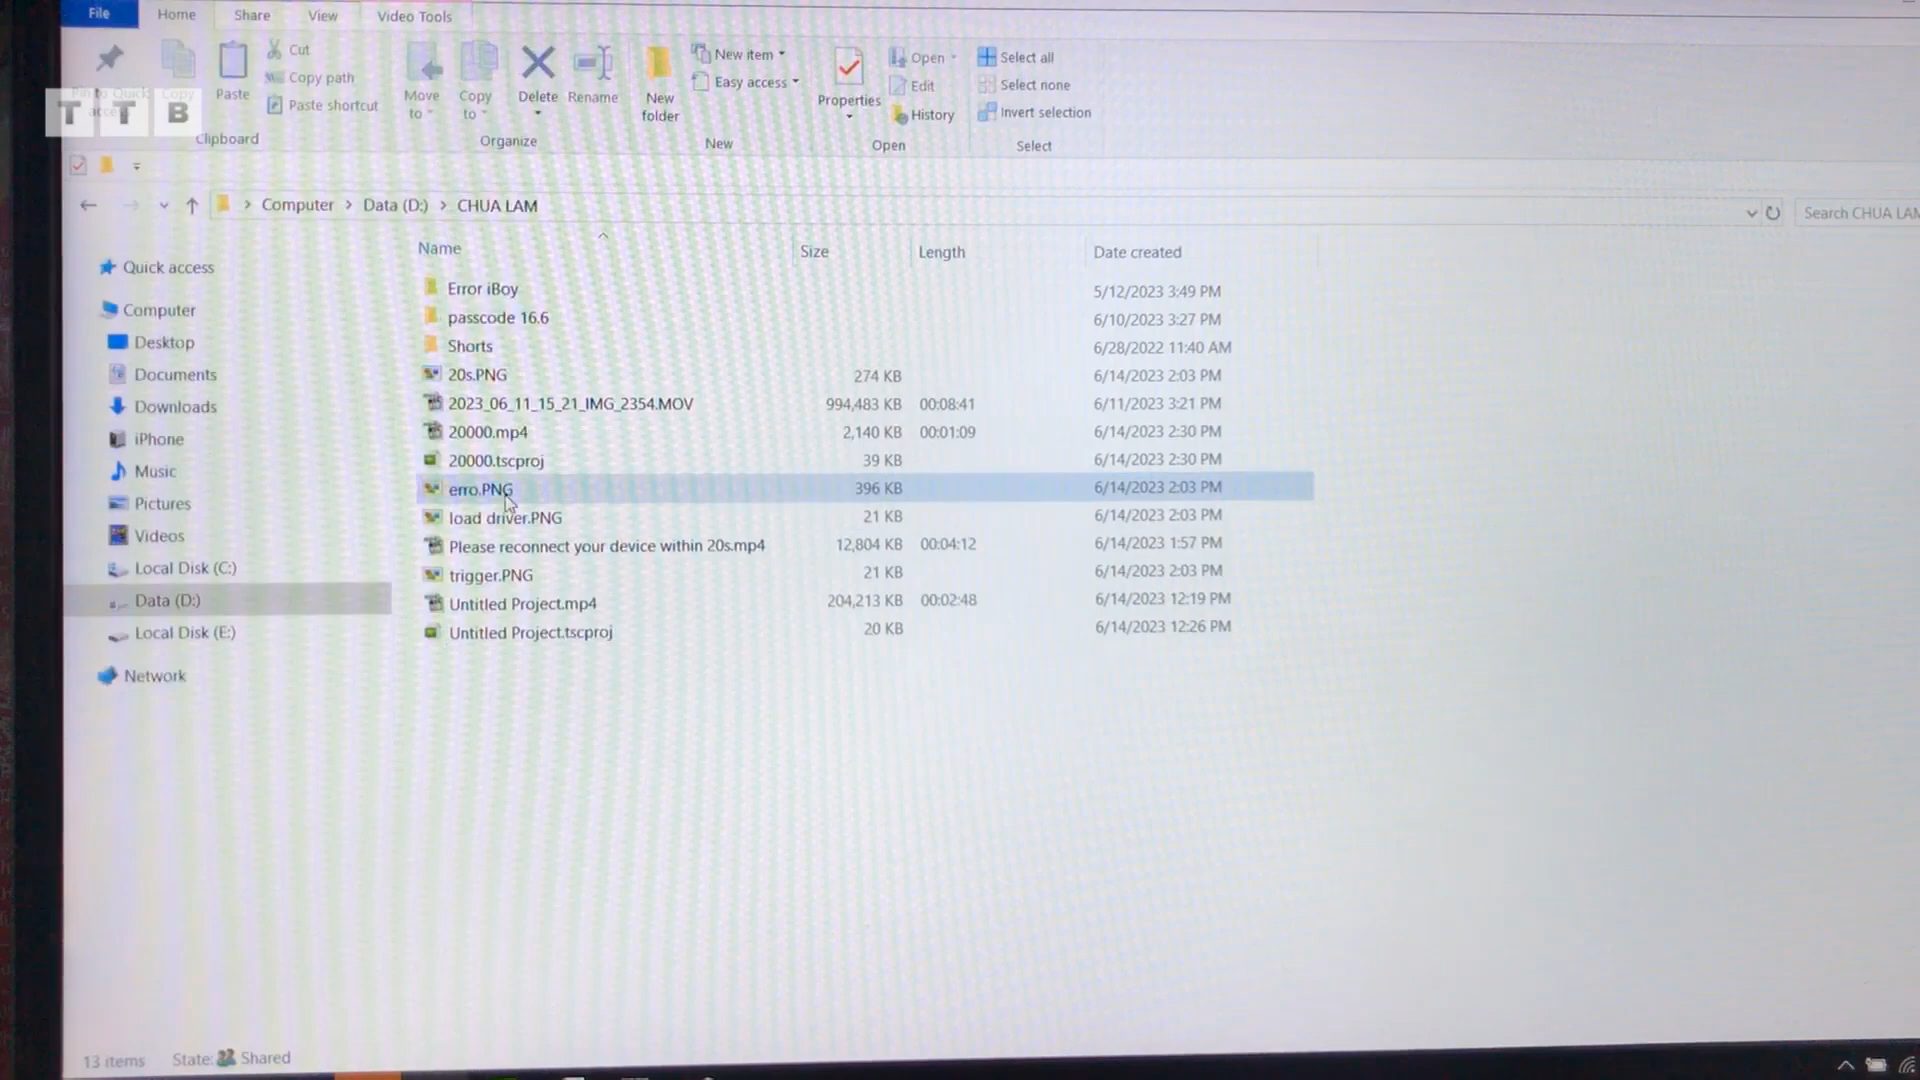 File Home Share View Video Tools
Pin to Quick access
Copy
Paste
Cut
Copy path
Paste shortcut
Clipboard
Move to
Copy to
Delete
Rename
Organize
New folder
New item
Easy access
New
Properties
Open
Edit
History
Open
Select all
Select none
Invert selection
Select
T T B
Computer > Data (D:) > CHUA LAM
Search CHUA LAM
Name Size Length Date created
Quick access
Computer
Desktop
Documents
Downloads
iPhone
Music
Pictures
Videos
Local Disk (C:)
Data (D:)
Local Disk (E:)
Network
Error iBoy 5/12/2023 3:49 PM
passcode 16.6 6/10/2023 3:27 PM
Shorts 6/28/2022 11:40 AM
20s.PNG 274 KB 6/14/2023 2:03 PM
2023_06_11_15_21_IMG_2354.MOV 994,483 KB 00:08:41 6/11/2023 3:21 PM
20000.mp4 2,140 KB 00:01:09 6/14/2023 2:30 PM
20000.tscproj 39 KB 6/14/2023 2:30 PM
erro.PNG 396 KB 6/14/2023 2:03 PM
load driver.PNG 21 KB 6/14/2023 2:03 PM
Please reconnect your device within 20s.mp4 12,804 KB 00:04:12 6/14/2023 1:57 PM
trigger.PNG 21 KB 6/14/2023 2:03 PM
Untitled Project.mp4 204,213 KB 00:02:48 6/14/2023 12:19 PM
Untitled Project.tscproj 20 KB 6/14/2023 12:26 PM
13 items State: Shared